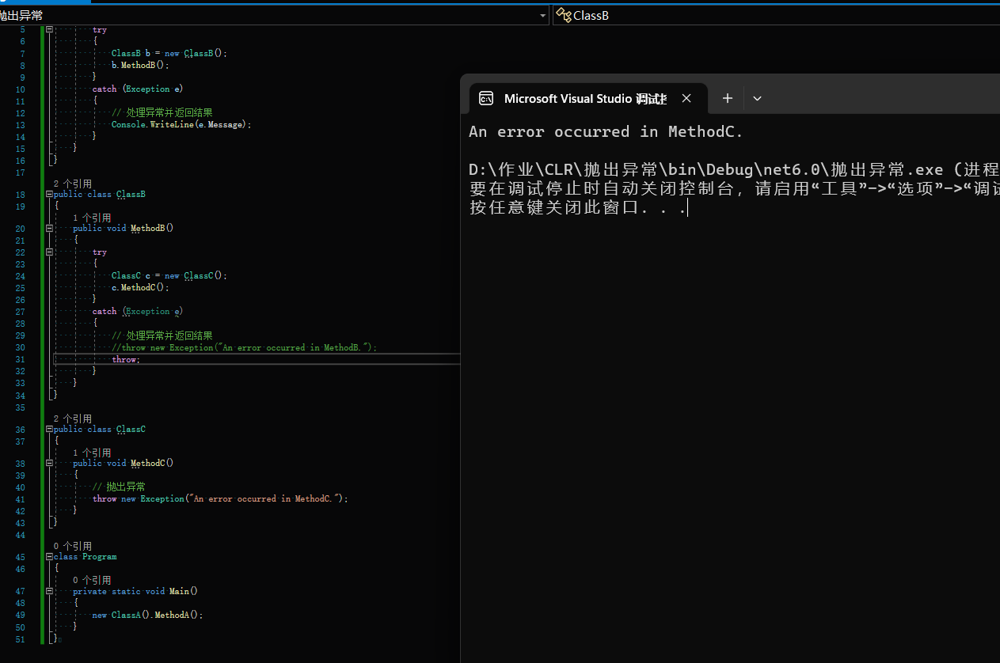 抛出异常
ClassB
5 try
6 {
7 ClassB b = new ClassB();
8 b.MethodB();
9 }
10 catch (Exception e)
11 {
12 // 处理异常并返回结果
13 Console.WriteLine(e.Message);
14 }
15 }
16 }
17
2 个引用
18 public class ClassB
19 {
1 个引用
20 public void MethodB()
21 {
22 try
23 {
24 ClassC c = new ClassC();
25 c.MethodC();
26 }
27 catch (Exception e)
28 {
29 // 处理异常并返回结果
30 //throw new Exception("An error occurred in MethodB.");
31 throw;
32 }
33 }
34 }
35
2 个引用
36 public class ClassC
37 {
1 个引用
38 public void MethodC()
39 {
40 // 抛出异常
41 throw new Exception("An error occurred in MethodC.");
42 }
43 }
44
0 个引用
45 class Program
46 {
0 个引用
47 private static void Main()
48 {
49 new ClassA().MethodA();
50 }
51 }
Microsoft Visual Studio 调试
An error occurred in MethodC.
D:\作业\CLR\抛出异常\bin\Debug\net6.0\抛出异常.exe (进程
要在调试停止时自动关闭控制台，请启用“工具”->“选项”->“调试
按任意键关闭此窗口. . .